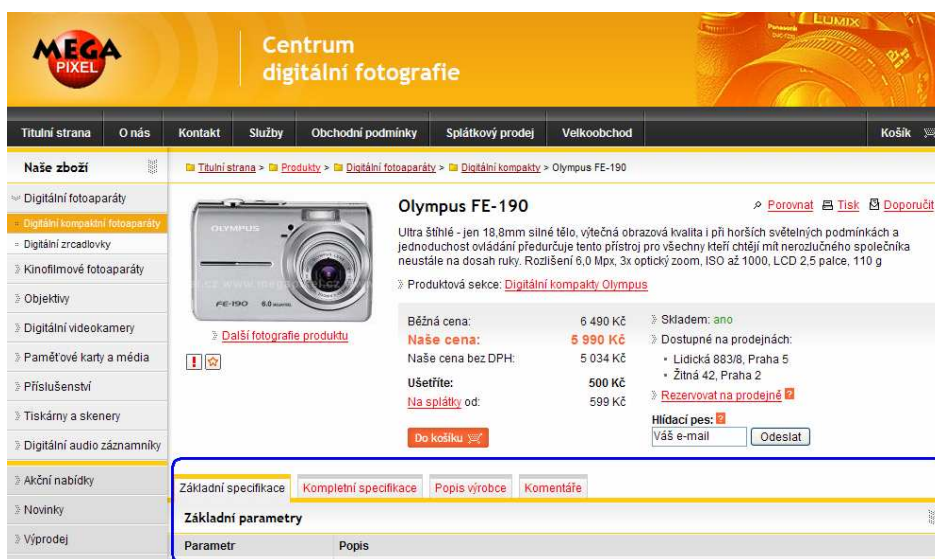 MEGA
PIXEL
Centrum
digitální fotografie
LUMIX
Titulní strana O nás Kontakt Služby Obchodní podmínky Splátkový prodej Velkoobchod Košík
Naše zboží
Digitální fotoaparáty
Digitální kompaktní fotoaparáty
Digitální zrcadlovky
Kinofilmové fotoaparáty
Objektivy
Digitální videokamery
Paměťové karty a média
Příslušenství
Tiskárny a skenery
Digitální audio záznamníky
Akční nabídky
Novinky
Výprodej
Titulní strana > Produkty > Digitální fotoaparáty > Digitální kompakty > Olympus FE-190
OLYMPUS
FE-190 6.0
Další fotografie produktu
Olympus FE-190
Porovnat Tisk Doporučit
Ultra štíhlé - jen 18,8mm silné tělo, výtečná obrazová kvalita i při horších světelných podmínkách a
jednoduchost ovládání předurčuje tento přístroj pro všechny kteří chtějí mít nerozlučného společníka
neustále na dosah ruky. Rozlišení 6,0 Mpx, 3x optický zoom, ISO až 1000, LCD 2,5 palce, 110 g
Produktová sekce: Digitální kompakty Olympus
Běžná cena: 6 490 Kč
Naše cena: 5 990 Kč
Naše cena bez DPH: 5 034 Kč
Ušetříte: 500 Kč
Na splátky od: 599 Kč
Do košíku
Skladem: ano
Dostupné na prodejnách:
Lidická 883/8, Praha 5
Žitná 42, Praha 2
Rezervovat na prodejně ?
Hlídací pes: ?
Váš e-mail Odeslat
Základní specifikace Kompletní specifikace Popis výrobce Komentáře
Základní parametry
Parametr Popis